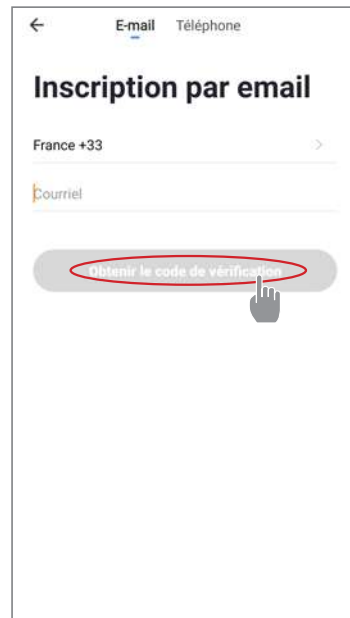 E-mail Téléphone
Inscription par email
France +33
Courriel
Obtenir le code de vérification